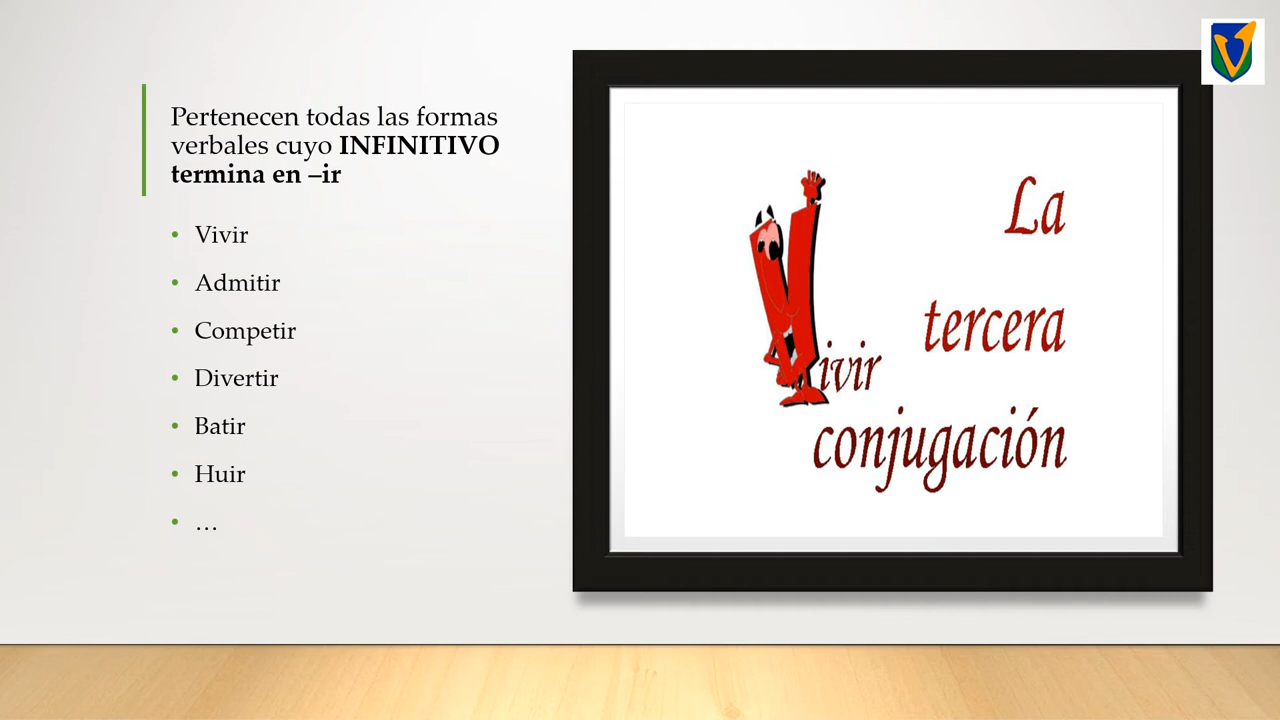 Pertenecen todas las formas
verbales cuyo INFINITIVO
termina en –ir
• Vivir
• Admitir
• Competir
• Divertir
• Batir
• Huir
• …
La
tercera
Vivir
conjugación